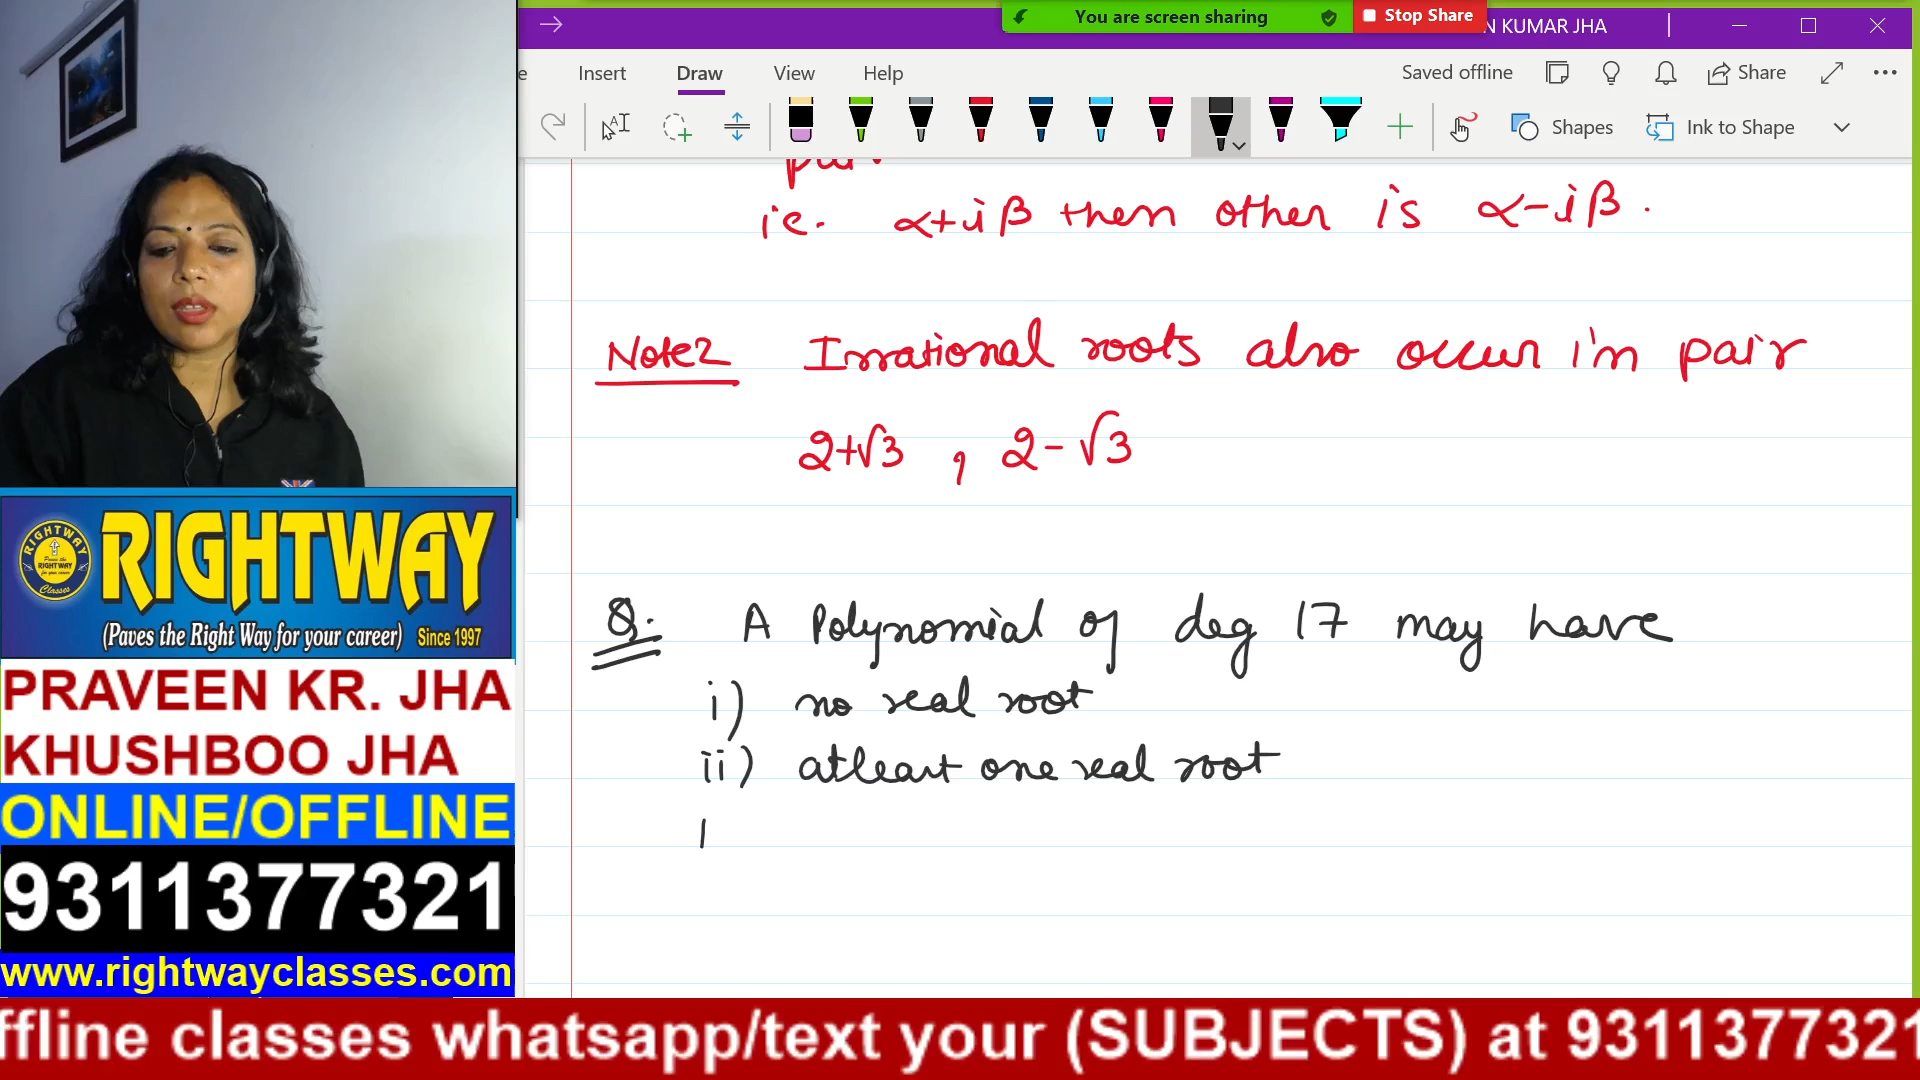 You are screen sharing
Stop Share
N KUMAR JHA
Insert
Draw
View
Help
Saved offline
Share
Shapes
Ink to Shape
ie. α+iβ then other is α-iβ.
Note2 Irrational roots also occur in pair
2+√3 , 2-√3
Q. A Polynomial of deg 17 may have
i) no real root
ii) atleast one real root
RIGHTWAY
(Paves the Right Way for your career) Since 1997
PRAVEEN KR. JHA
KHUSHBOO JHA
ONLINE/OFFLINE
9311377321
www.rightwayclasses.com
ffline classes whatsapp/text your (SUBJECTS) at 9311377321